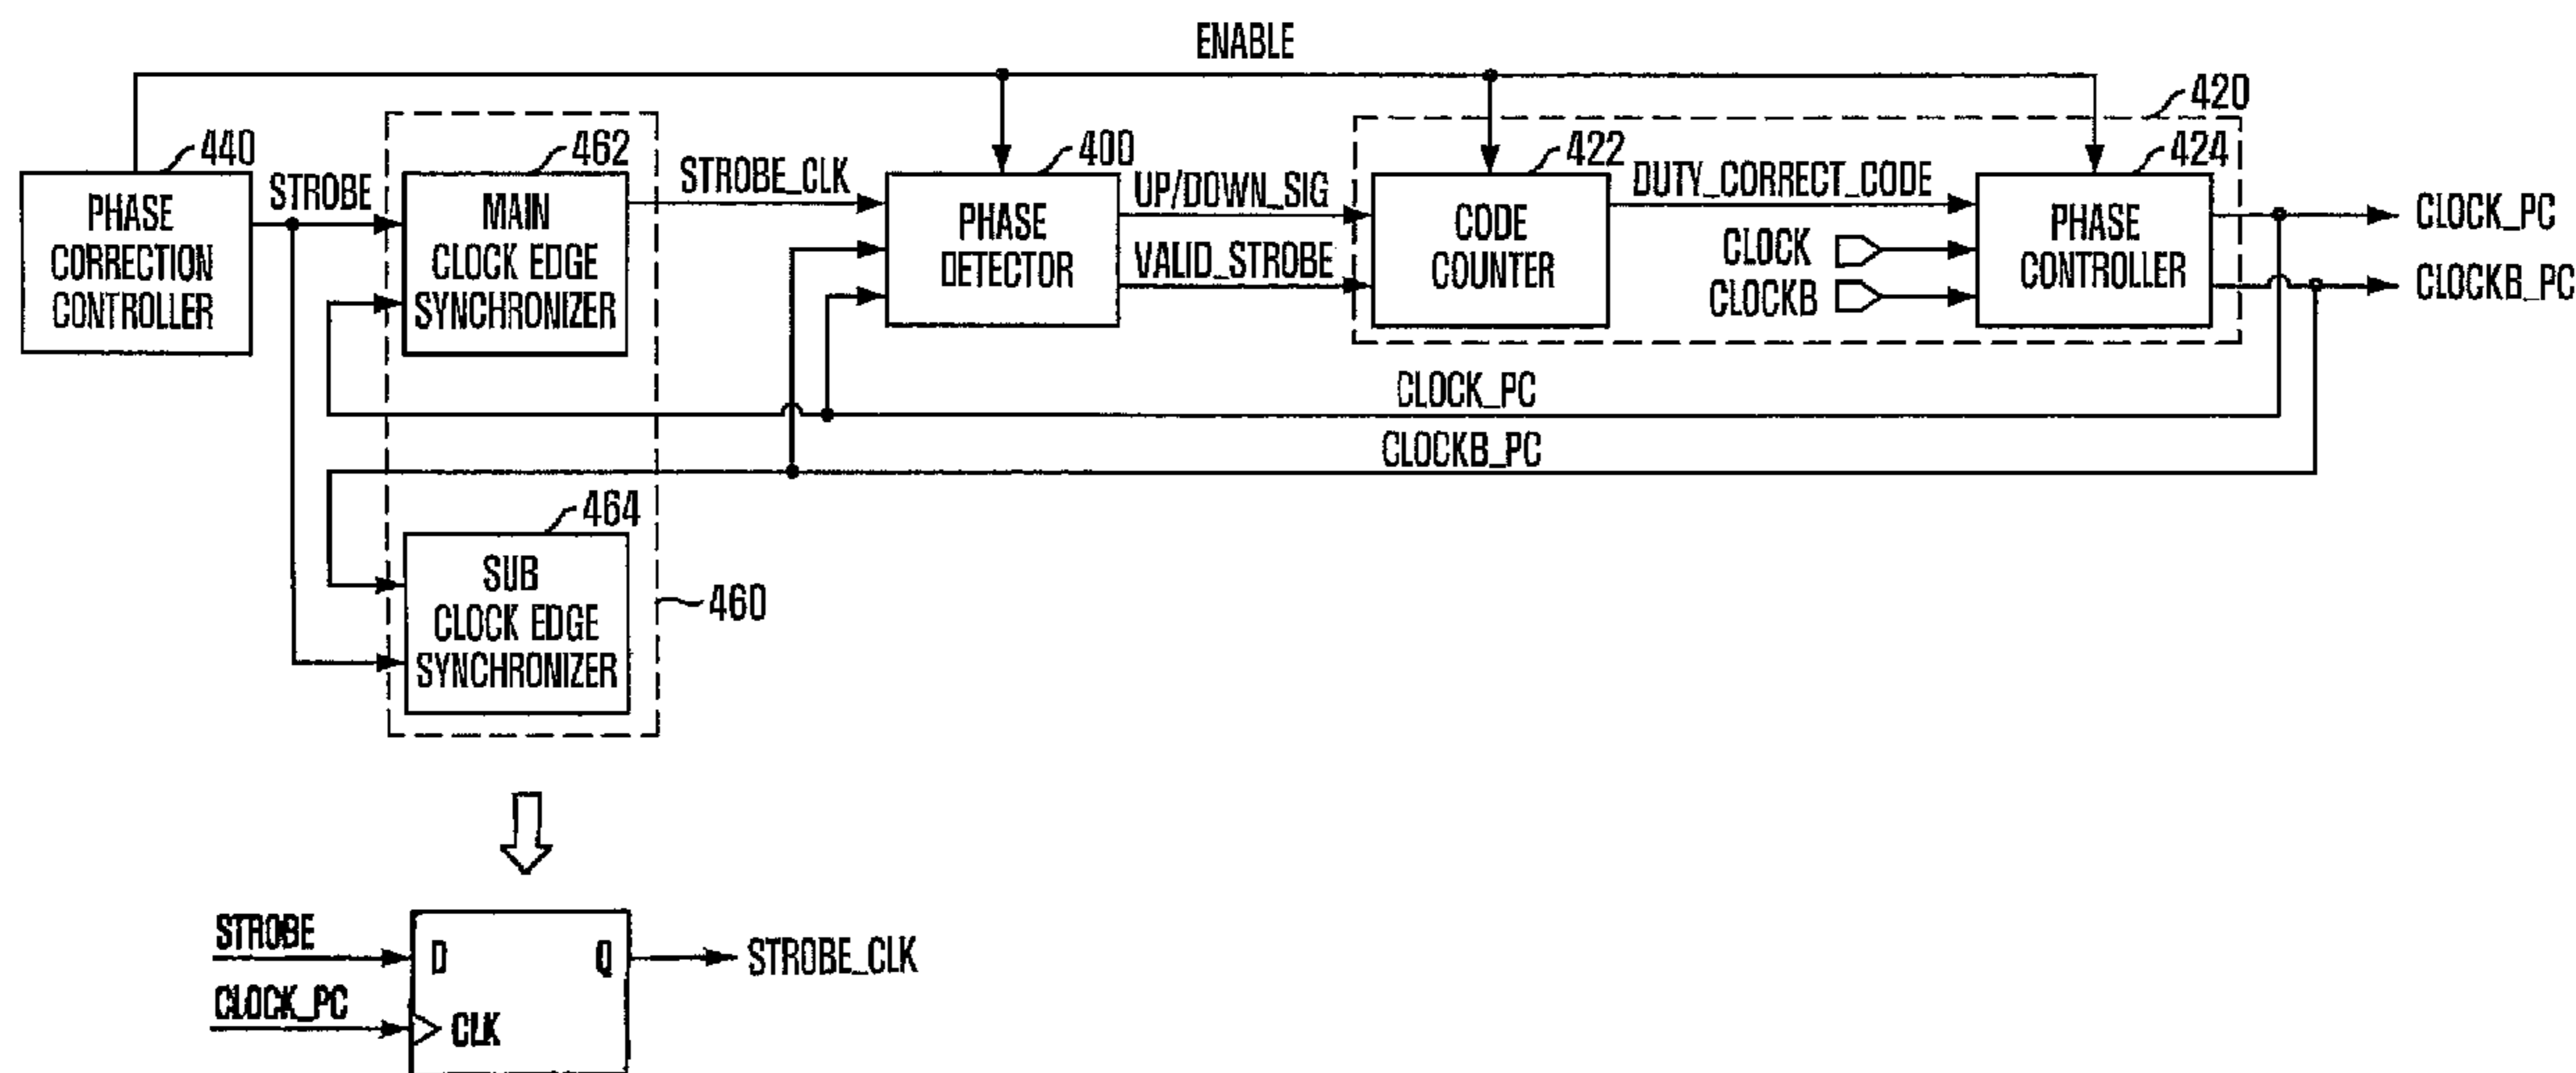 ENABLE
420
440
462
400
422
424
PHASE
CORRECTION
CONTROLLER
STROBE
MAIN
CLOCK EDGE
SYNCHRONIZER
STROBE_CLK
PHASE
DETECTOR
UP/DOWN_SIG
VALID_STROBE
CODE
COUNTER
DUTY_CORRECT_CODE
CLOCK
CLOCKB
PHASE
CONTROLLER
CLOCK_PC
CLOCKB_PC
CLOCK_PC
CLOCKB_PC
464
SUB
CLOCK EDGE
SYNCHRONIZER
460
STROBE
D
Q
STROBE_CLK
CLOCK_PC
CLK